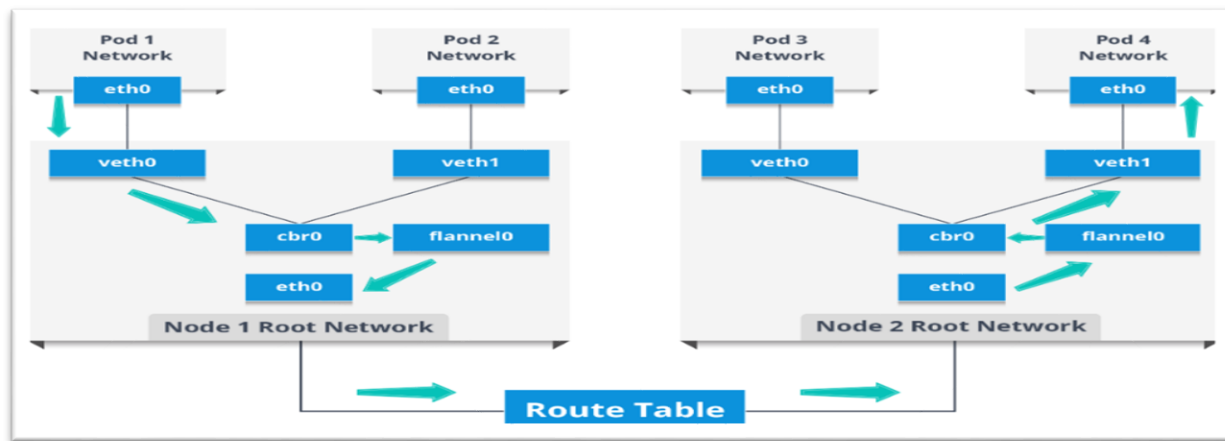 Pod 1
Network
Pod 2
Network
Pod 3
Network
Pod 4
Network
eth0
eth0
eth0
eth0
veth0
veth1
veth0
veth1
cbr0
flannel0
cbr0
flannel0
eth0
eth0
Node 1 Root Network
Node 2 Root Network
Route Table